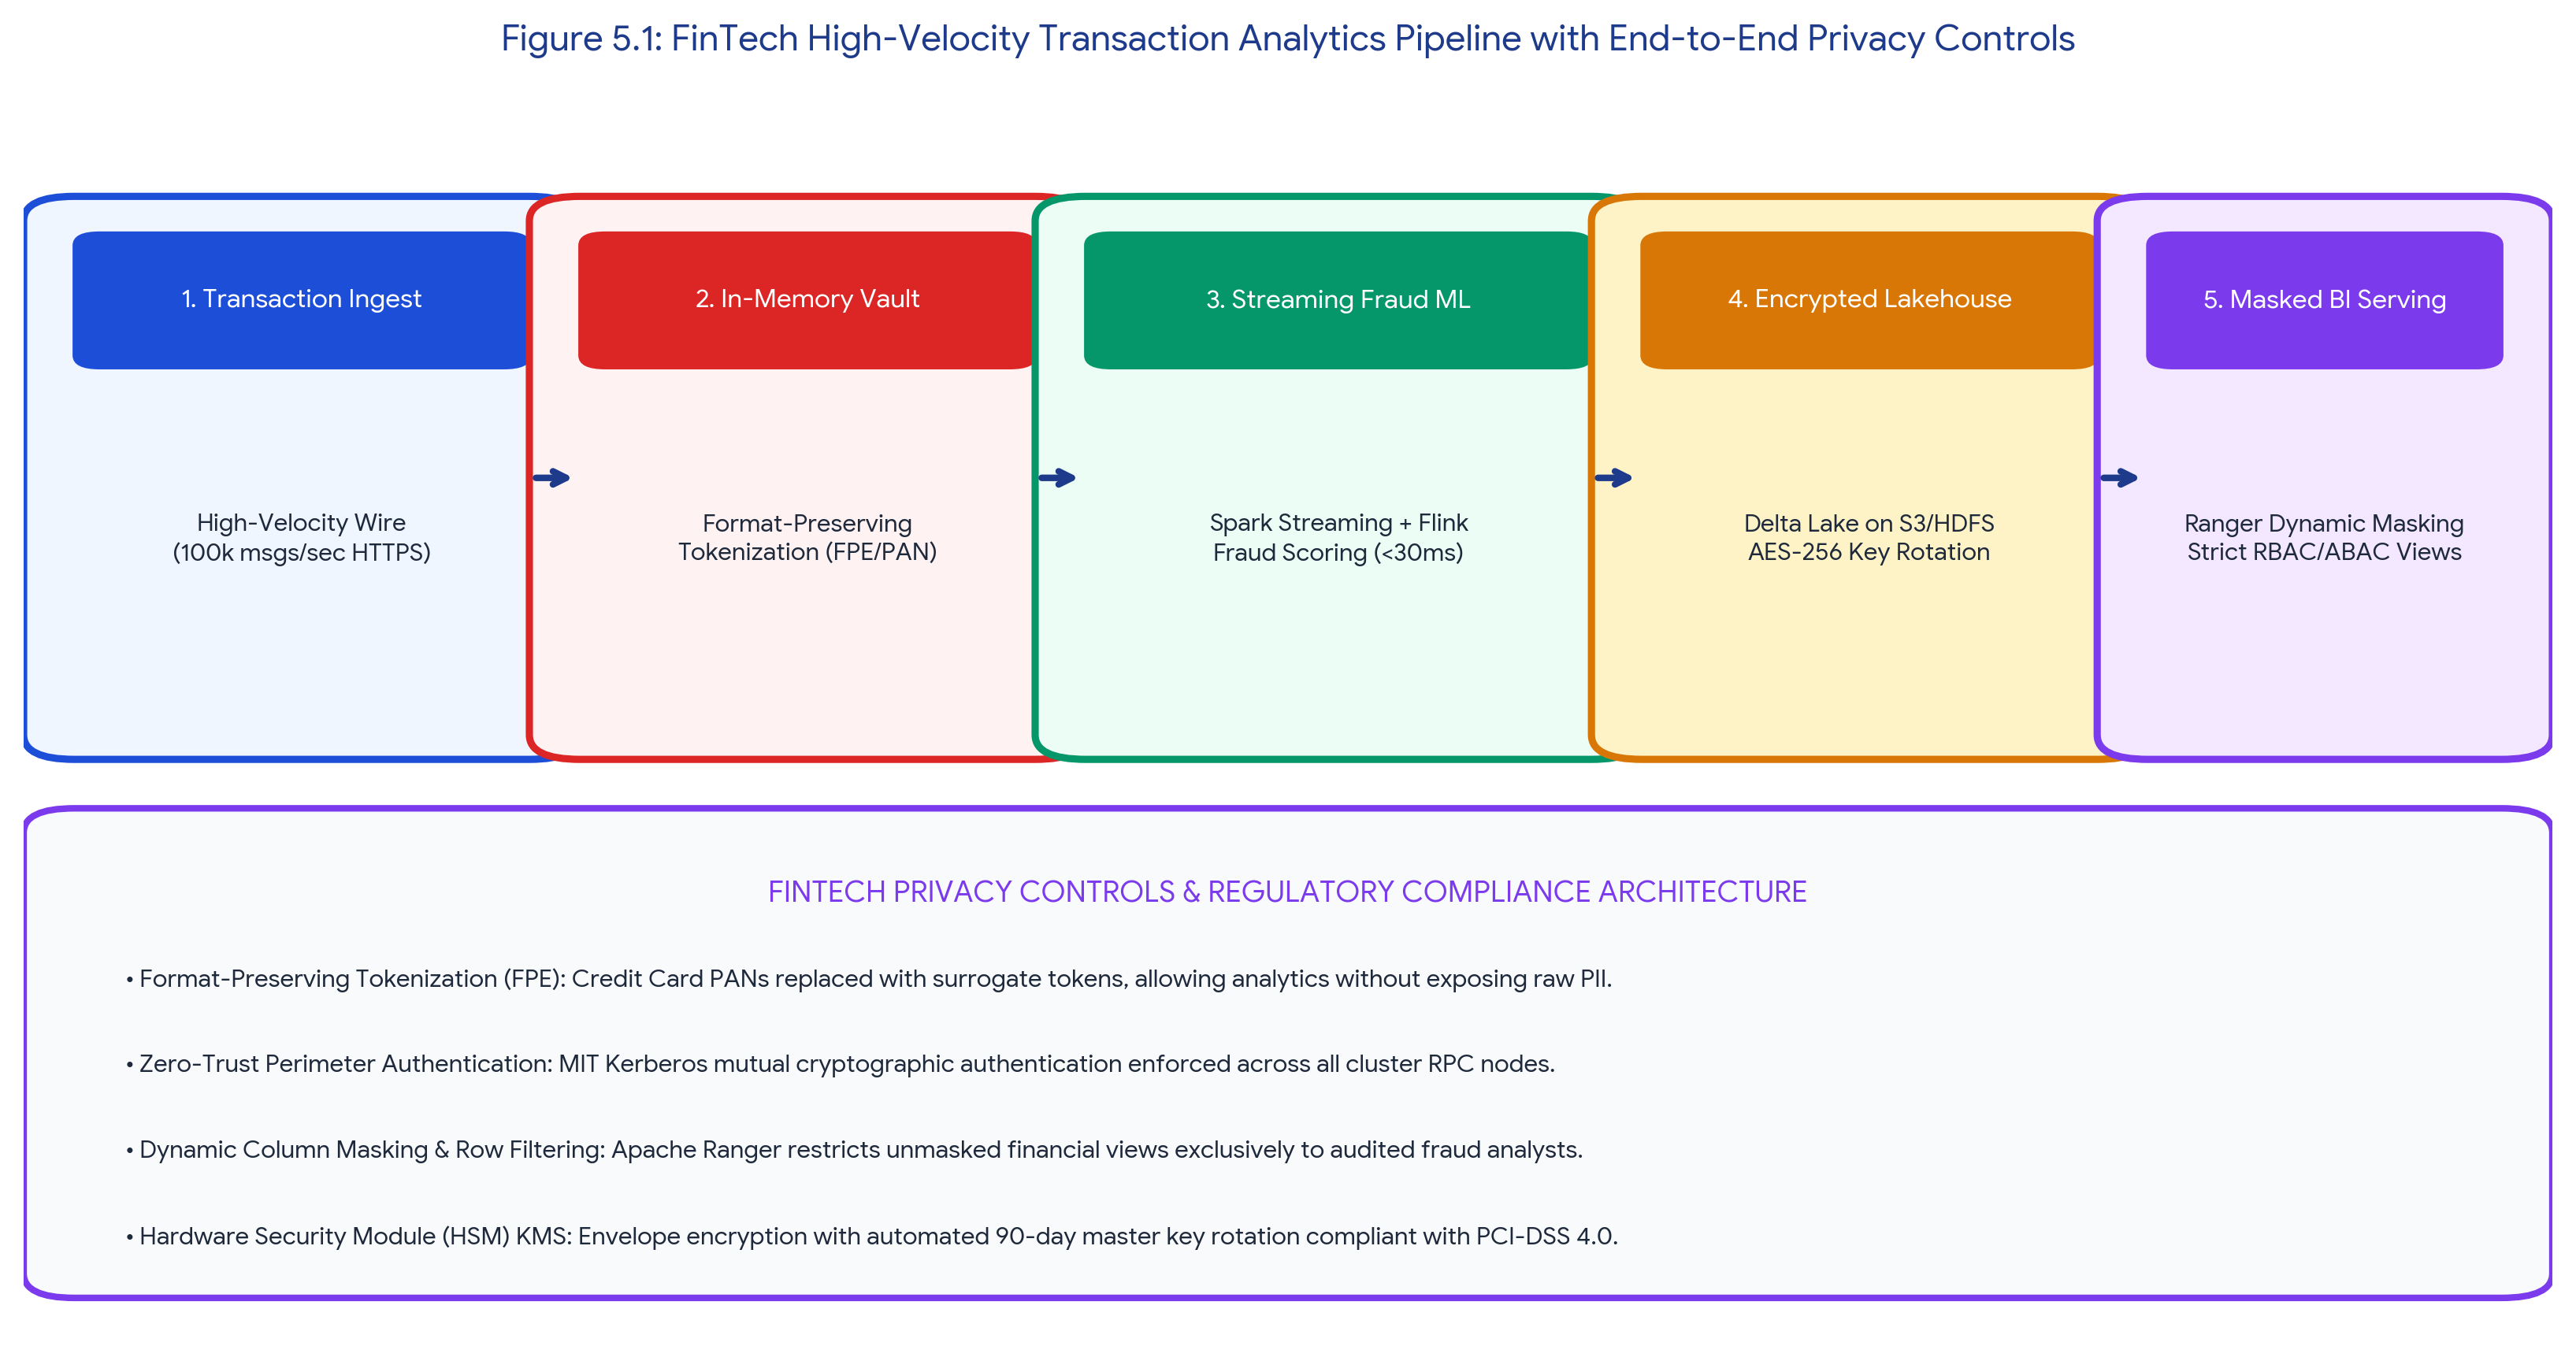 Figure 5.1: FinTech High-Velocity Transaction Analytics Pipeline with End-to-End Privacy Controls
1. Transaction Ingest
High-Velocity Wire
(100k msgs/sec HTTPS)
2. In-Memory Vault
Format-Preserving
Tokenization (FPE/PAN)
3. Streaming Fraud ML
Spark Streaming + Flink
Fraud Scoring (<30ms)
4. Encrypted Lakehouse
Delta Lake on S3/HDFS
AES-256 Key Rotation
5. Masked BI Serving
Ranger Dynamic Masking
Strict RBAC/ABAC Views
FINTECH PRIVACY CONTROLS & REGULATORY COMPLIANCE ARCHITECTURE
• Format-Preserving Tokenization (FPE): Credit Card PANs replaced with surrogate tokens, allowing analytics without exposing raw PII.
• Zero-Trust Perimeter Authentication: MIT Kerberos mutual cryptographic authentication enforced across all cluster RPC nodes.
• Dynamic Column Masking & Row Filtering: Apache Ranger restricts unmasked financial views exclusively to audited fraud analysts.
• Hardware Security Module (HSM) KMS: Envelope encryption with automated 90-day master key rotation compliant with PCI-DSS 4.0.